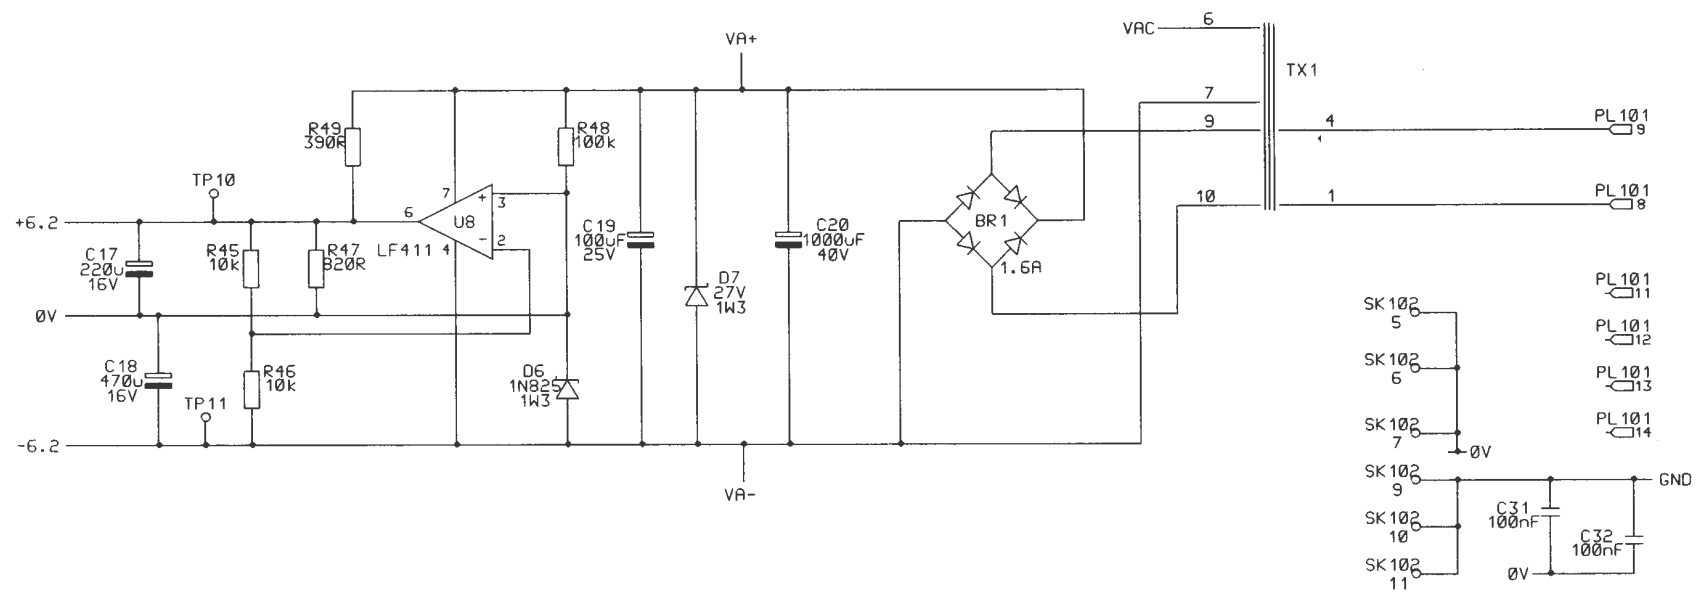 VAC
6
TX1
7
9
10
4
1
PL101
9
PL101
8
PL101
11
PL101
12
PL101
13
PL101
14
VA+
R49
390R
R48
100k
TP10
+6.2
6
7
3
+
U8
-
2
LF411
4
C17
220u
16V
R45
10k
R47
820R
C19
100uF
25V
C20
1000uF
40V
BR1
1.6A
D7
27V
1W3
0V
C18
470u
16V
R46
10k
D6
1N825
1W3
TP11
-6.2
VA-
SK102
5
SK102
6
SK102
7
0V
SK102
9
GND
SK102
10
SK102
11
C31
100nF
C32
100nF
0V